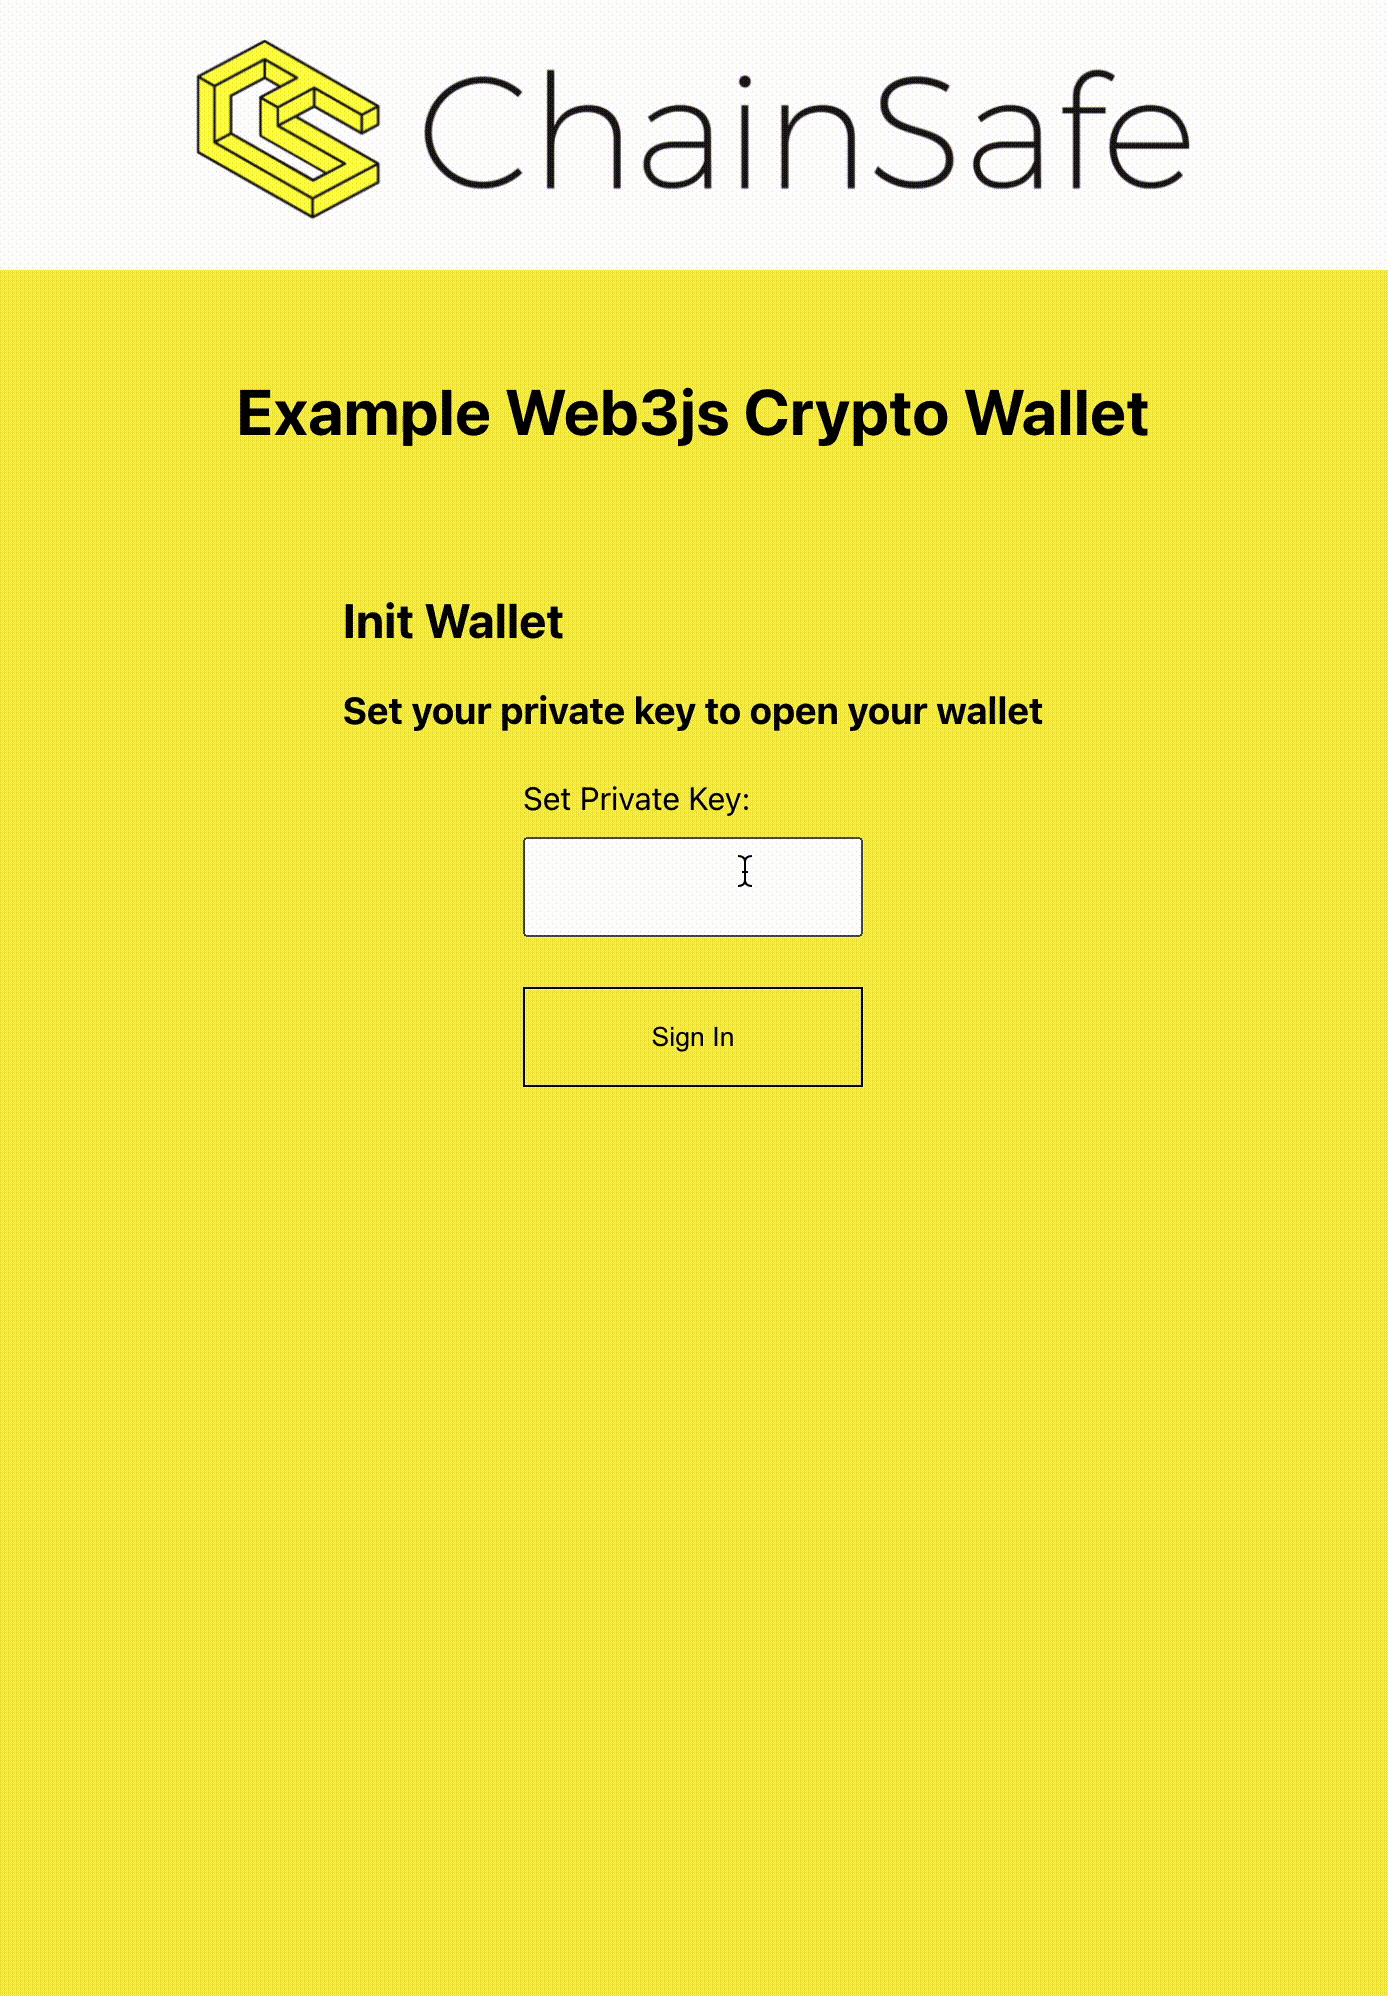 ChainSafe
Example Web3js Crypto Wallet
Init Wallet
Set your private key to open your wallet
Set Private Key:
Sign In